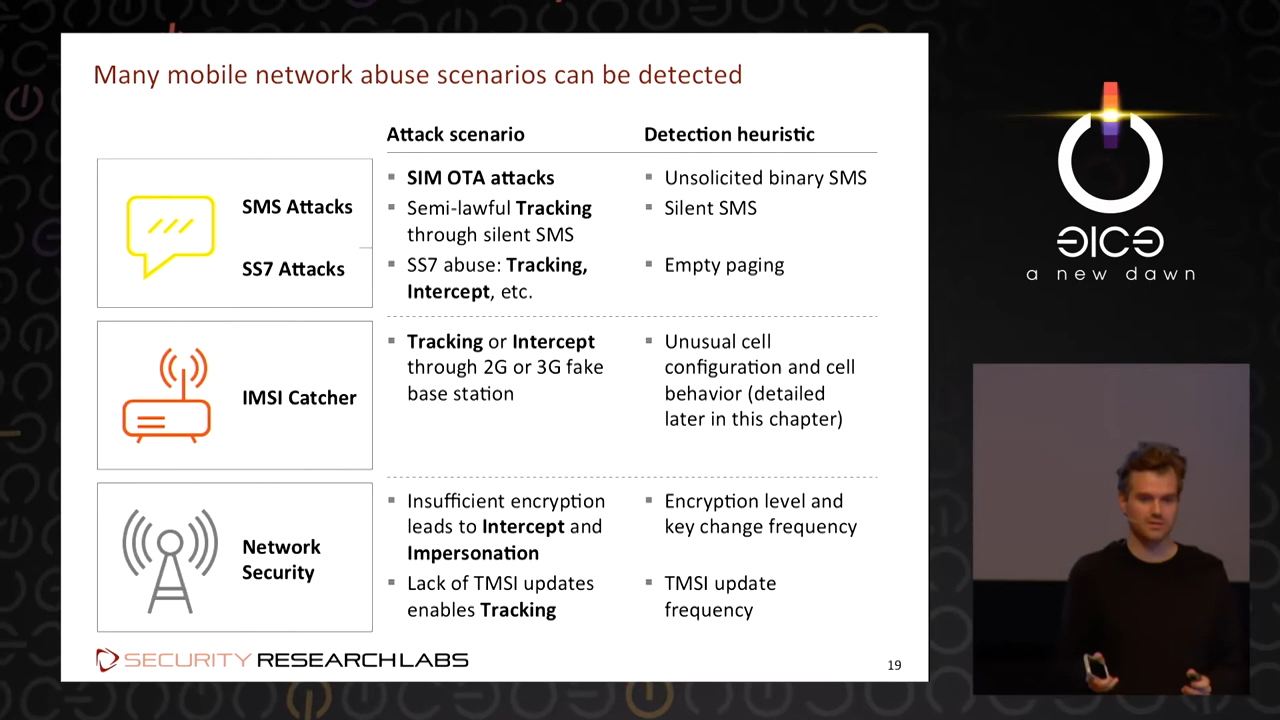 Many mobile network abuse scenarios can be detected
Attack scenario
Detection heuristic
SMS Attacks
SS7 Attacks
SIM OTA attacks
Unsolicited binary SMS
Semi-lawful Tracking
through silent SMS
Silent SMS
SS7 abuse: Tracking,
Intercept, etc.
Empty paging
IMSI Catcher
Tracking or Intercept
through 2G or 3G fake
base station
Unusual cell
configuration and cell
behavior (detailed
later in this chapter)
Network
Security
Insufficient encryption
leads to Intercept and
Impersonation
Encryption level and
key change frequency
Lack of TMSI updates
enables Tracking
TMSI update
frequency
SECURITY RESEARCH LABS
19
31C3
a new dawn